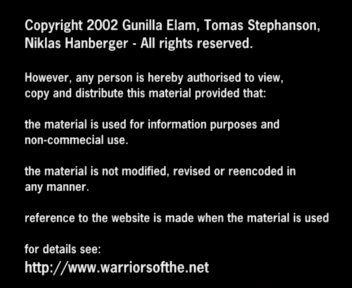 Copyright 2002 Gunilla Elam, Tomas Stephanson,
Niklas Hanberger - All rights reserved.
However, any person is hereby authorised to view,
copy and distribute this material provided that:
the material is used for information purposes and
non-commecial use.
the material is not modified, revised or reencoded in
any manner.
reference to the website is made when the material is used
for details see:
http://www.warriorsofthe.net